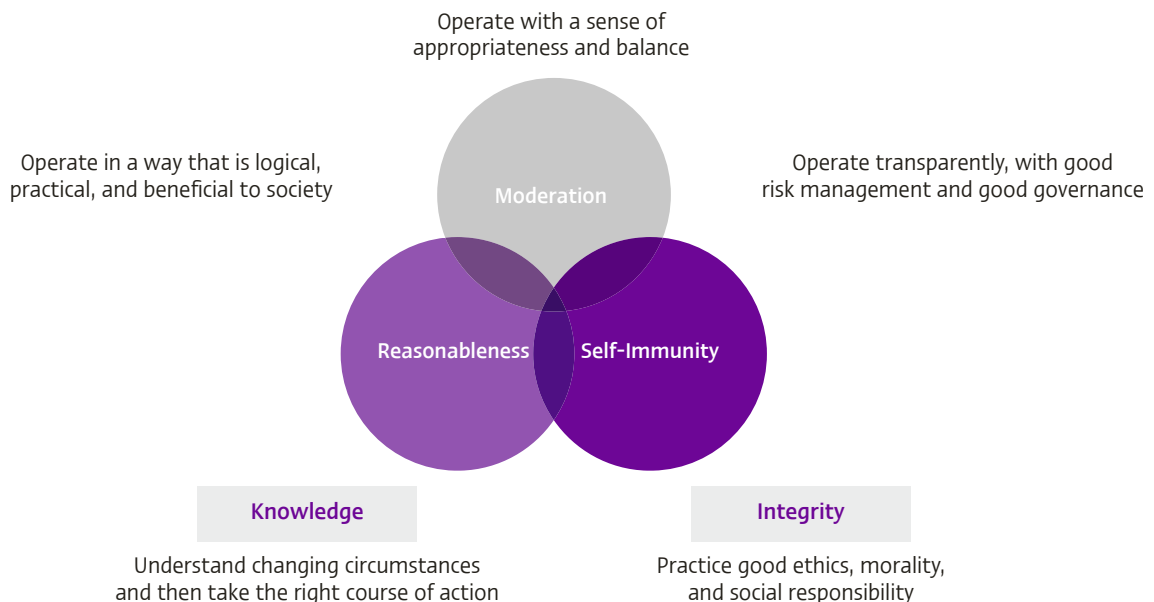 Operate with a sense of
appropriateness and balance
Operate in a way that is logical,
practical, and beneficial to society
Operate transparently, with good
risk management and good governance
Moderation
Reasonableness
Self-Immunity
Knowledge
Understand changing circumstances
and then take the right course of action
Integrity
Practice good ethics, morality,
and social responsibility